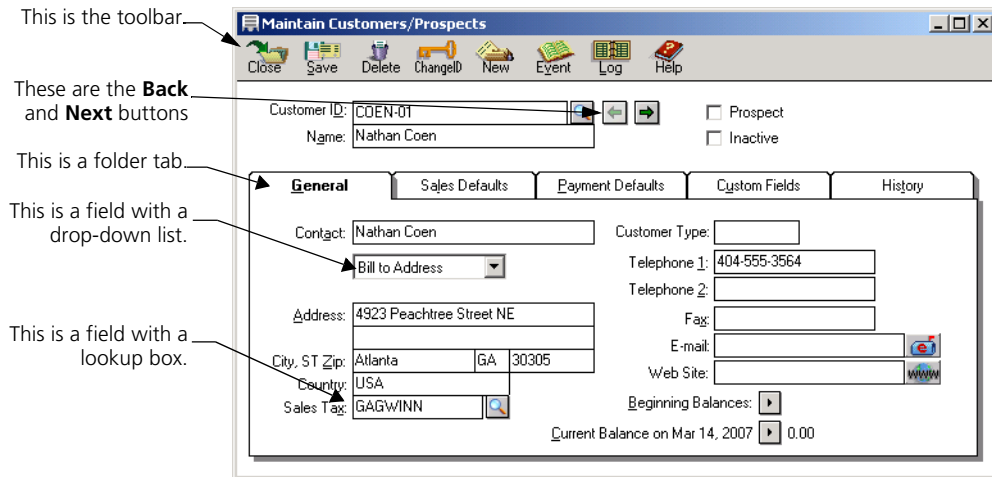 This is the toolbar.
Maintain Customers/Prospects
Close Save Delete ChangeID New Event Log Help
These are the Back
and Next buttons
Customer ID: COEN-01
Prospect
Name: Nathan Coen
Inactive
This is a folder tab.
General Sales Defaults Payment Defaults Custom Fields History
This is a field with a
drop-down list.
Contact: Nathan Coen
Customer Type:
Bill to Address
Telephone 1: 404-555-3564
Telephone 2:
Address: 4923 Peachtree Street NE
Fax:
This is a field with a
lookup box.
E-mail:
City, ST Zip: Atlanta GA 30305
Web Site: www
Country: USA
Sales Tax: GAGWINN
Beginning Balances:
Current Balance on Mar 14, 2007 0.00